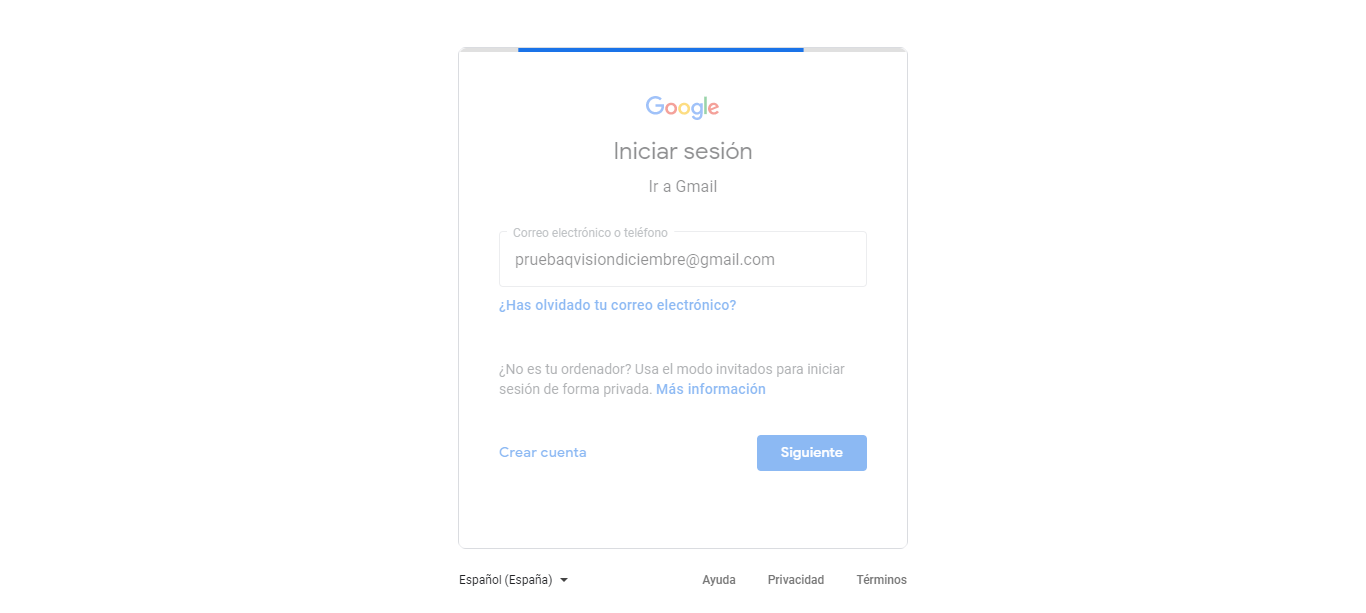 Google
Iniciar sesión
Ir a Gmail
Correo electrónico o teléfono
pruebaqvisiondiciembre@gmail.com
¿Has olvidado tu correo electrónico?
¿No es tu ordenador? Usa el modo invitados para iniciar
sesión de forma privada. Más información
Crear cuenta Siguiente
Español (España) Ayuda Privacidad Términos